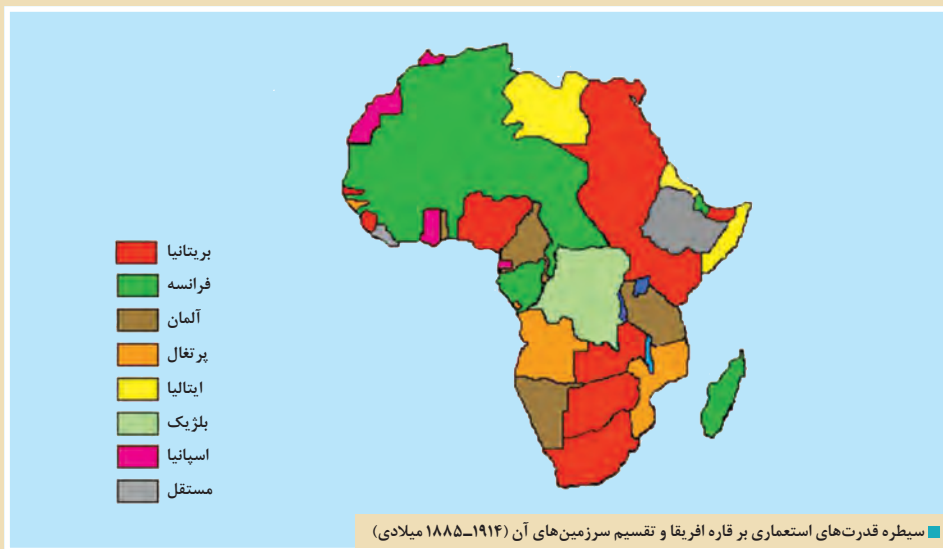 بریتانیا
فرانسه
آلمان
پرتغال
ایتالیا
بلژیک
اسپانیا
مستقل
سیطره قدرت‌های استعماری بر قاره افریقا و تقسیم سرزمین‌های آن (۱۹۱۴ـ۱۸۸۵ میلادی)